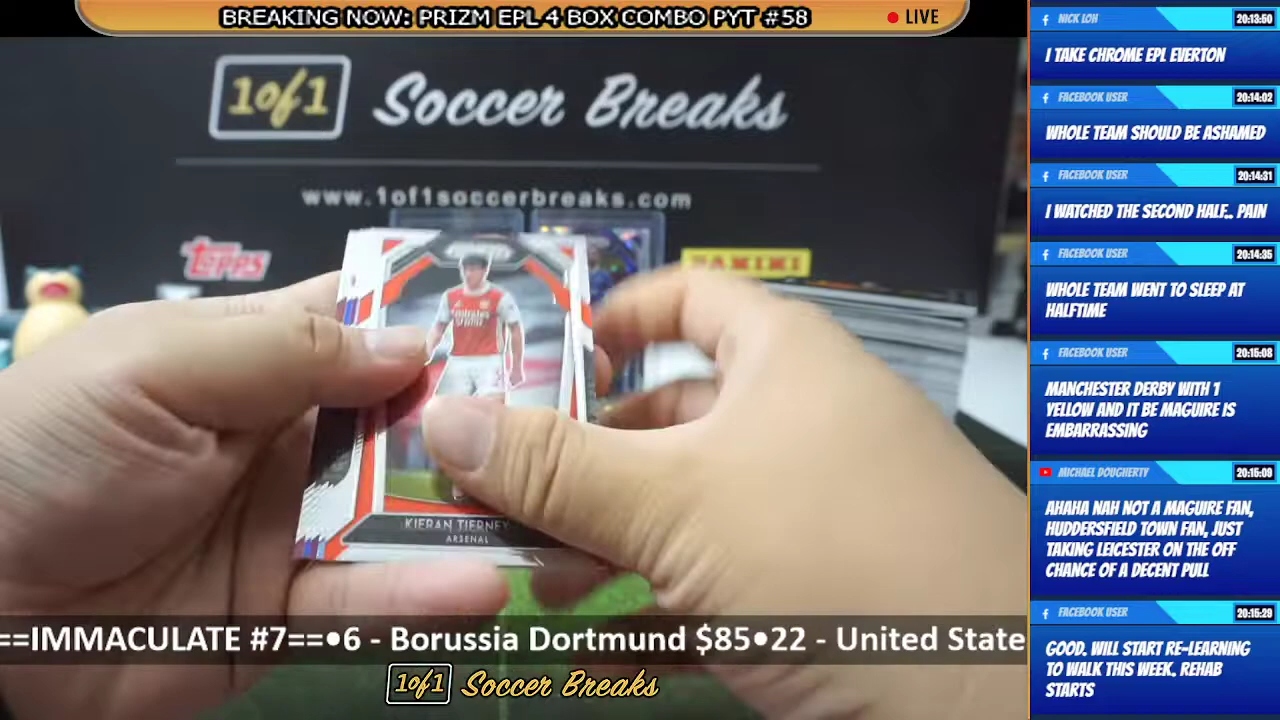 BREAKING NOW: PRIZM EPL 4 BOX COMBO PYT #58
LIVE
1of1 Soccer Breaks
www.1of1soccerbreaks.com
TOPPS
PANINI
PRIZM
Emirates
KIERAN TIERNEY
ARSENAL
==IMMACULATE #7==•6 - Borussia Dortmund $85•22 - United State
1of1 Soccer Breaks
NICK LOH 20:13:50
I TAKE CHROME EPL EVERTON
FACEBOOK USER 20:14:02
WHOLE TEAM SHOULD BE ASHAMED
FACEBOOK USER 20:14:31
I WATCHED THE SECOND HALF.. PAIN
FACEBOOK USER 20:14:35
WHOLE TEAM WENT TO SLEEP AT
HALFTIME
FACEBOOK USER 20:15:08
MANCHESTER DERBY WITH 1
YELLOW AND IT BE MAGUIRE IS
EMBARRASSING
MICHAEL DOUGHERTY 20:15:09
AHAHA NAH NOT A MAGUIRE FAN,
HUDDERSFIELD TOWN FAN, JUST
TAKING LEICESTER ON THE OFF
CHANCE OF A DECENT PULL
FACEBOOK USER 20:15:29
GOOD. WILL START RE-LEARNING
TO WALK THIS WEEK. REHAB
STARTS